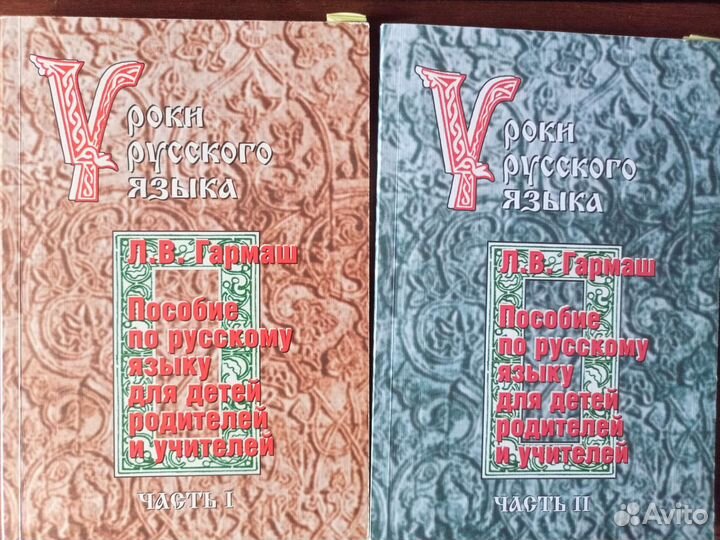 Уроки
русского
языка
Л.В. Гармаш
Пособие
по русскому
языку
для детей
родителей
и учителей
ЧАСТЬ I
Уроки
русского
языка
Л.В. Гармаш
Пособие
по русскому
языку
для детей
родителей
и учителей
ЧАСТЬ II
Avito